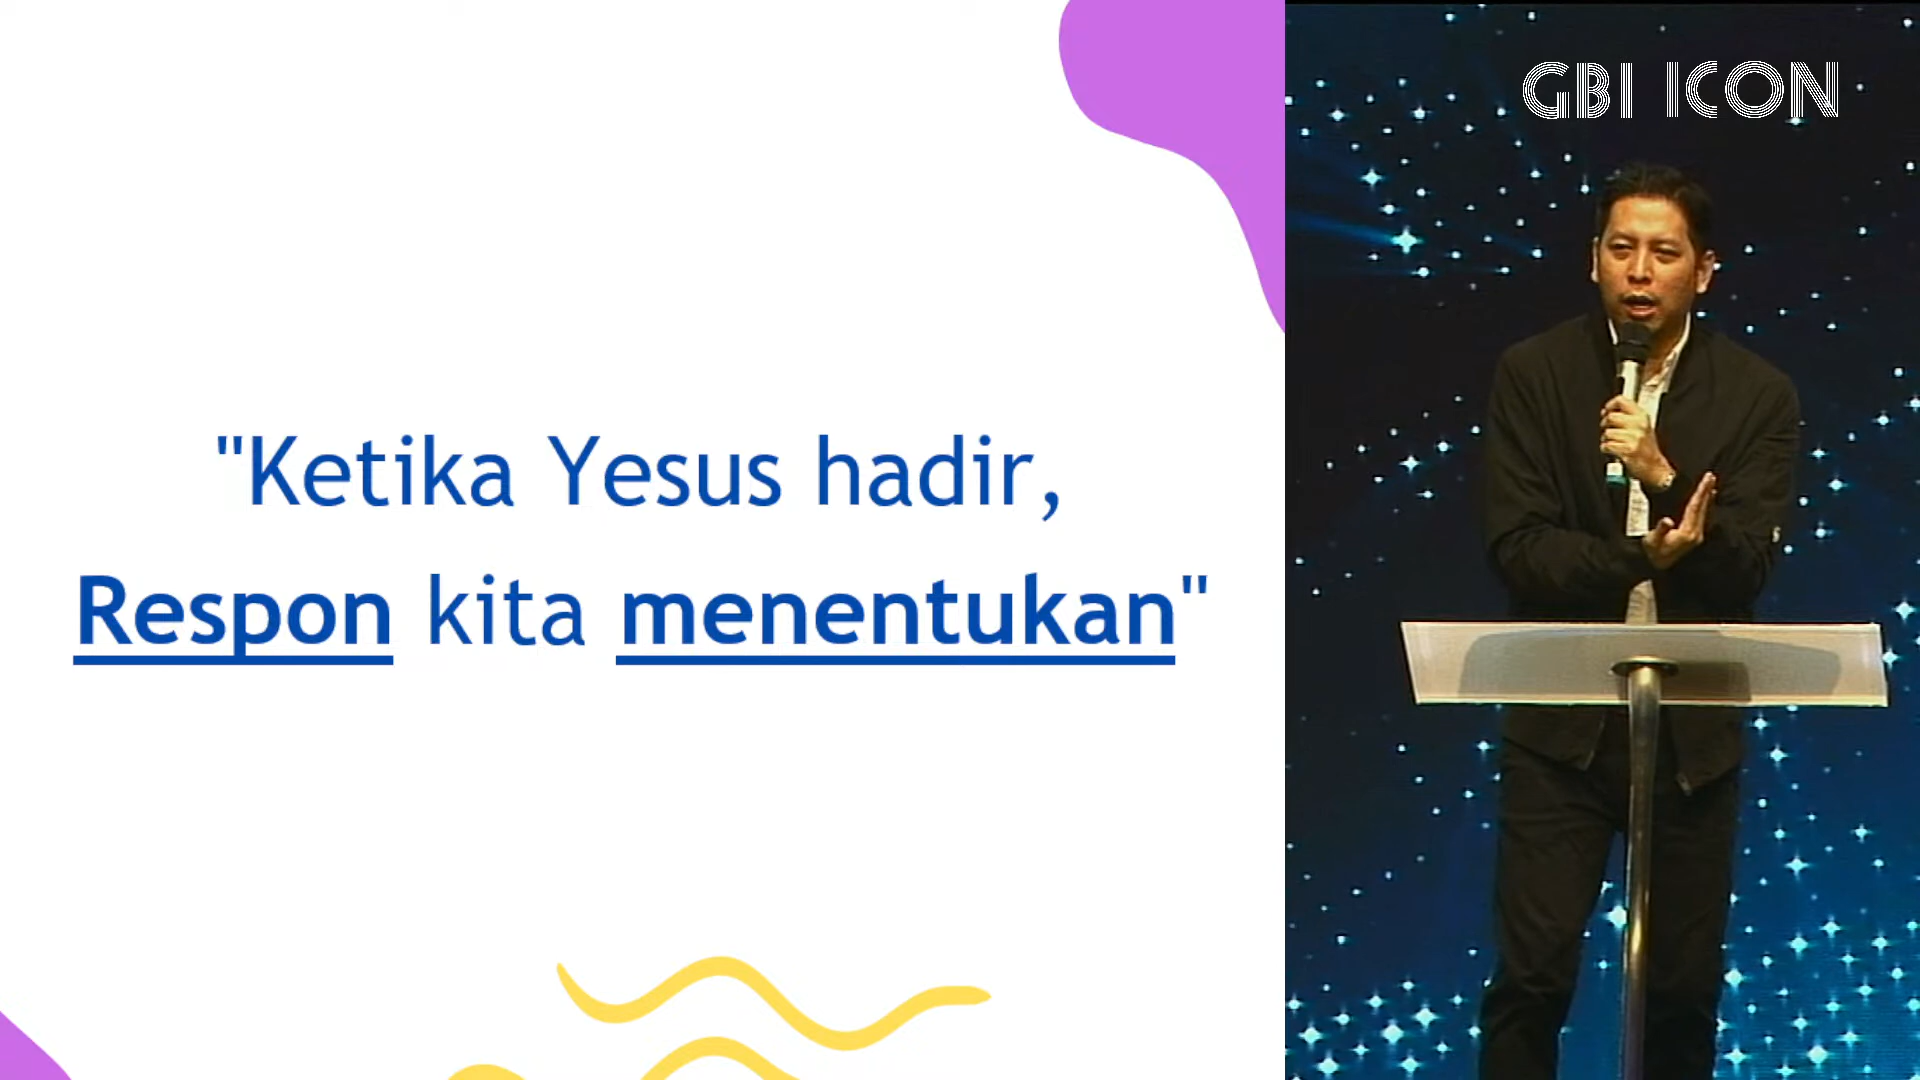 GBI ICON
"Ketika Yesus hadir,
Respon kita menentukan"